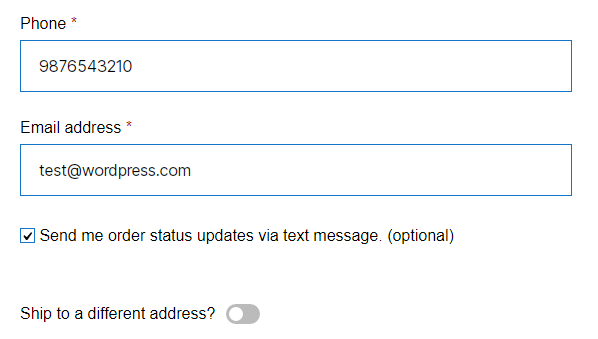 Phone *
9876543210
Email address *
test@wordpress.com
Send me order status updates via text message. (optional)
Ship to a different address?